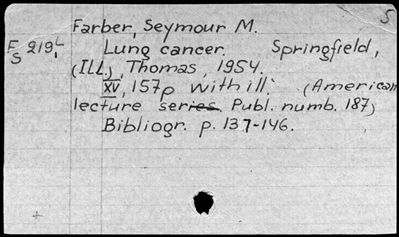 S
Farber, Seymour M.
F/S 219L Lung cancer. Springfield,
(ILL), Thomas, 1954.
XV, 157p with ill. (American
lecture series. Publ. numb. 187)
Bibliogr. p. 137-146.